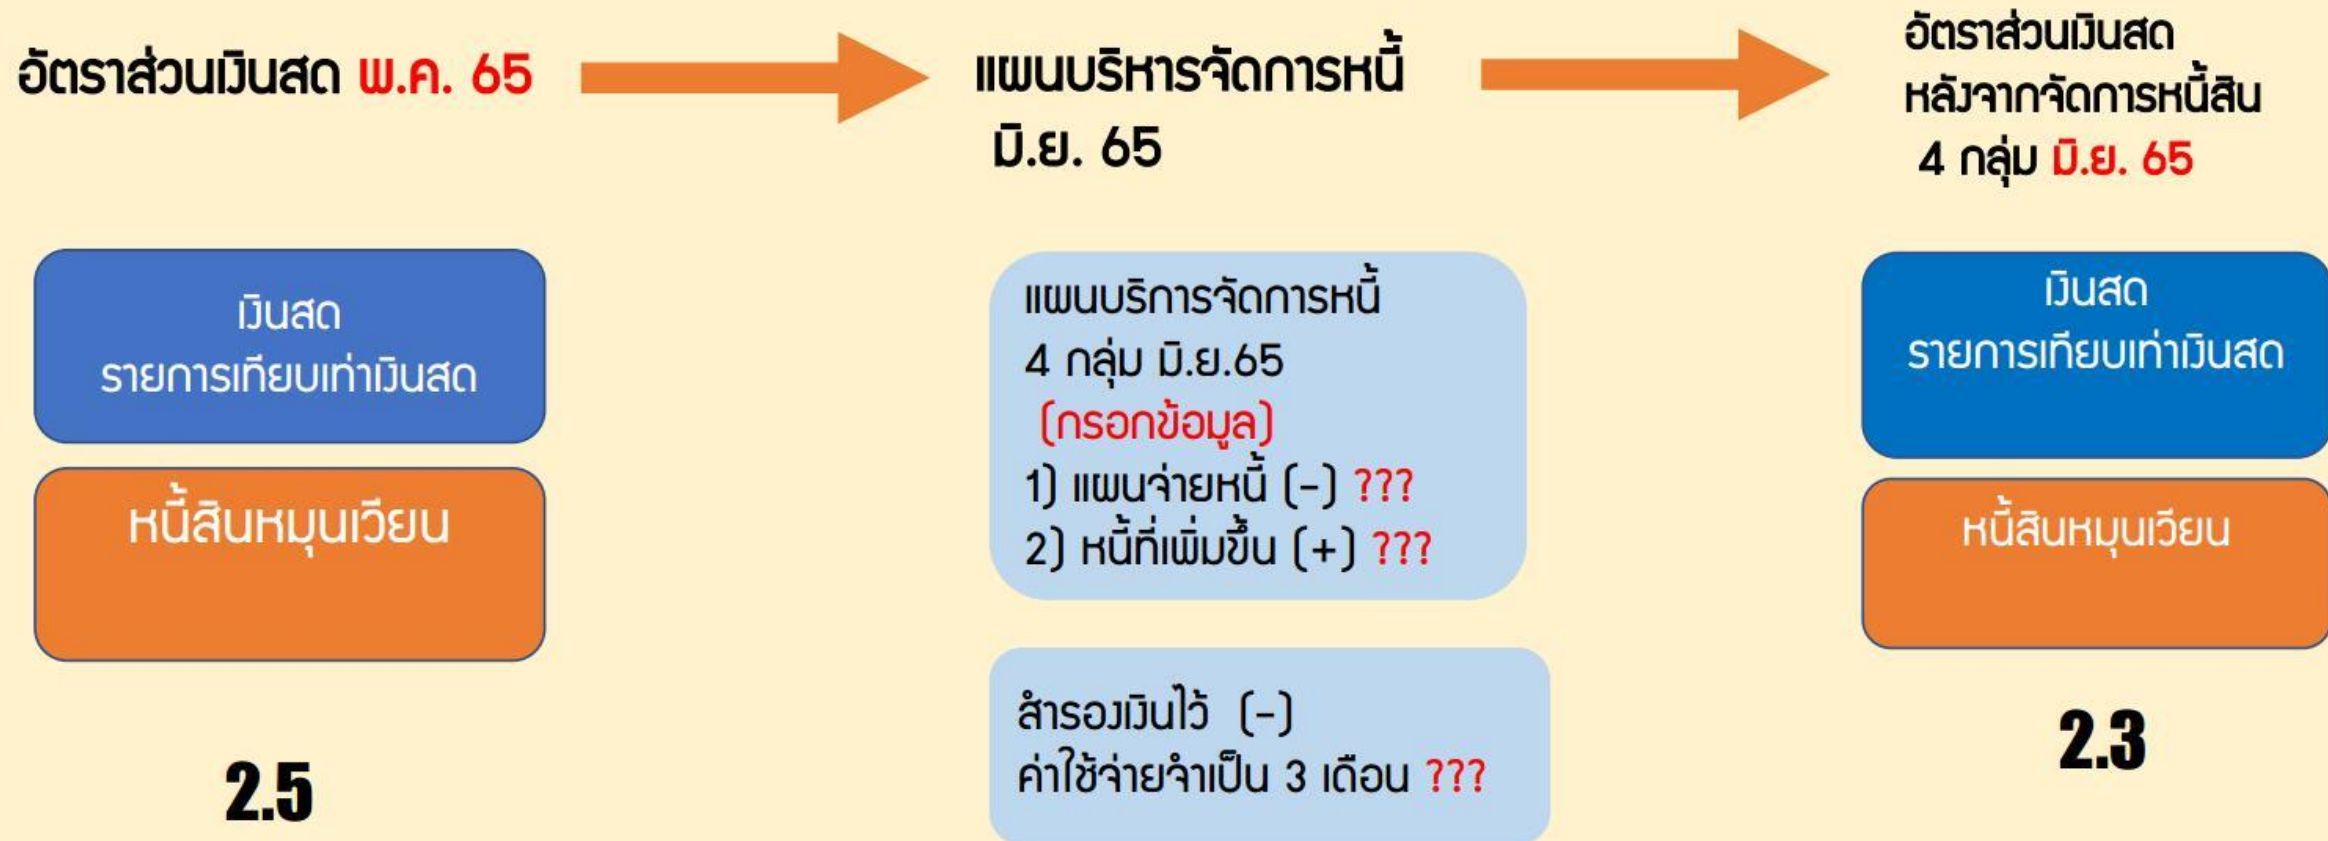 อัตราส่วนเงินสด พ.ค. 65
แผนบริหารจัดการหนี้
มิ.ย. 65
อัตราส่วนเงินสด
หลังจากจัดการหนี้สิน
4 กลุ่ม มิ.ย. 65
เงินสด
รายการเทียบเท่าเงินสด
หนี้สินหมุนเวียน
2.5
แผนบริการจัดการหนี้
4 กลุ่ม มิ.ย.65
(กรอกข้อมูล)
1) แผนจ่ายหนี้ (-) ???
2) หนี้ที่เพิ่มขึ้น (+) ???
สำรองเงินไว้ (-)
ค่าใช้จ่ายจำเป็น 3 เดือน ???
เงินสด
รายการเทียบเท่าเงินสด
หนี้สินหมุนเวียน
2.3